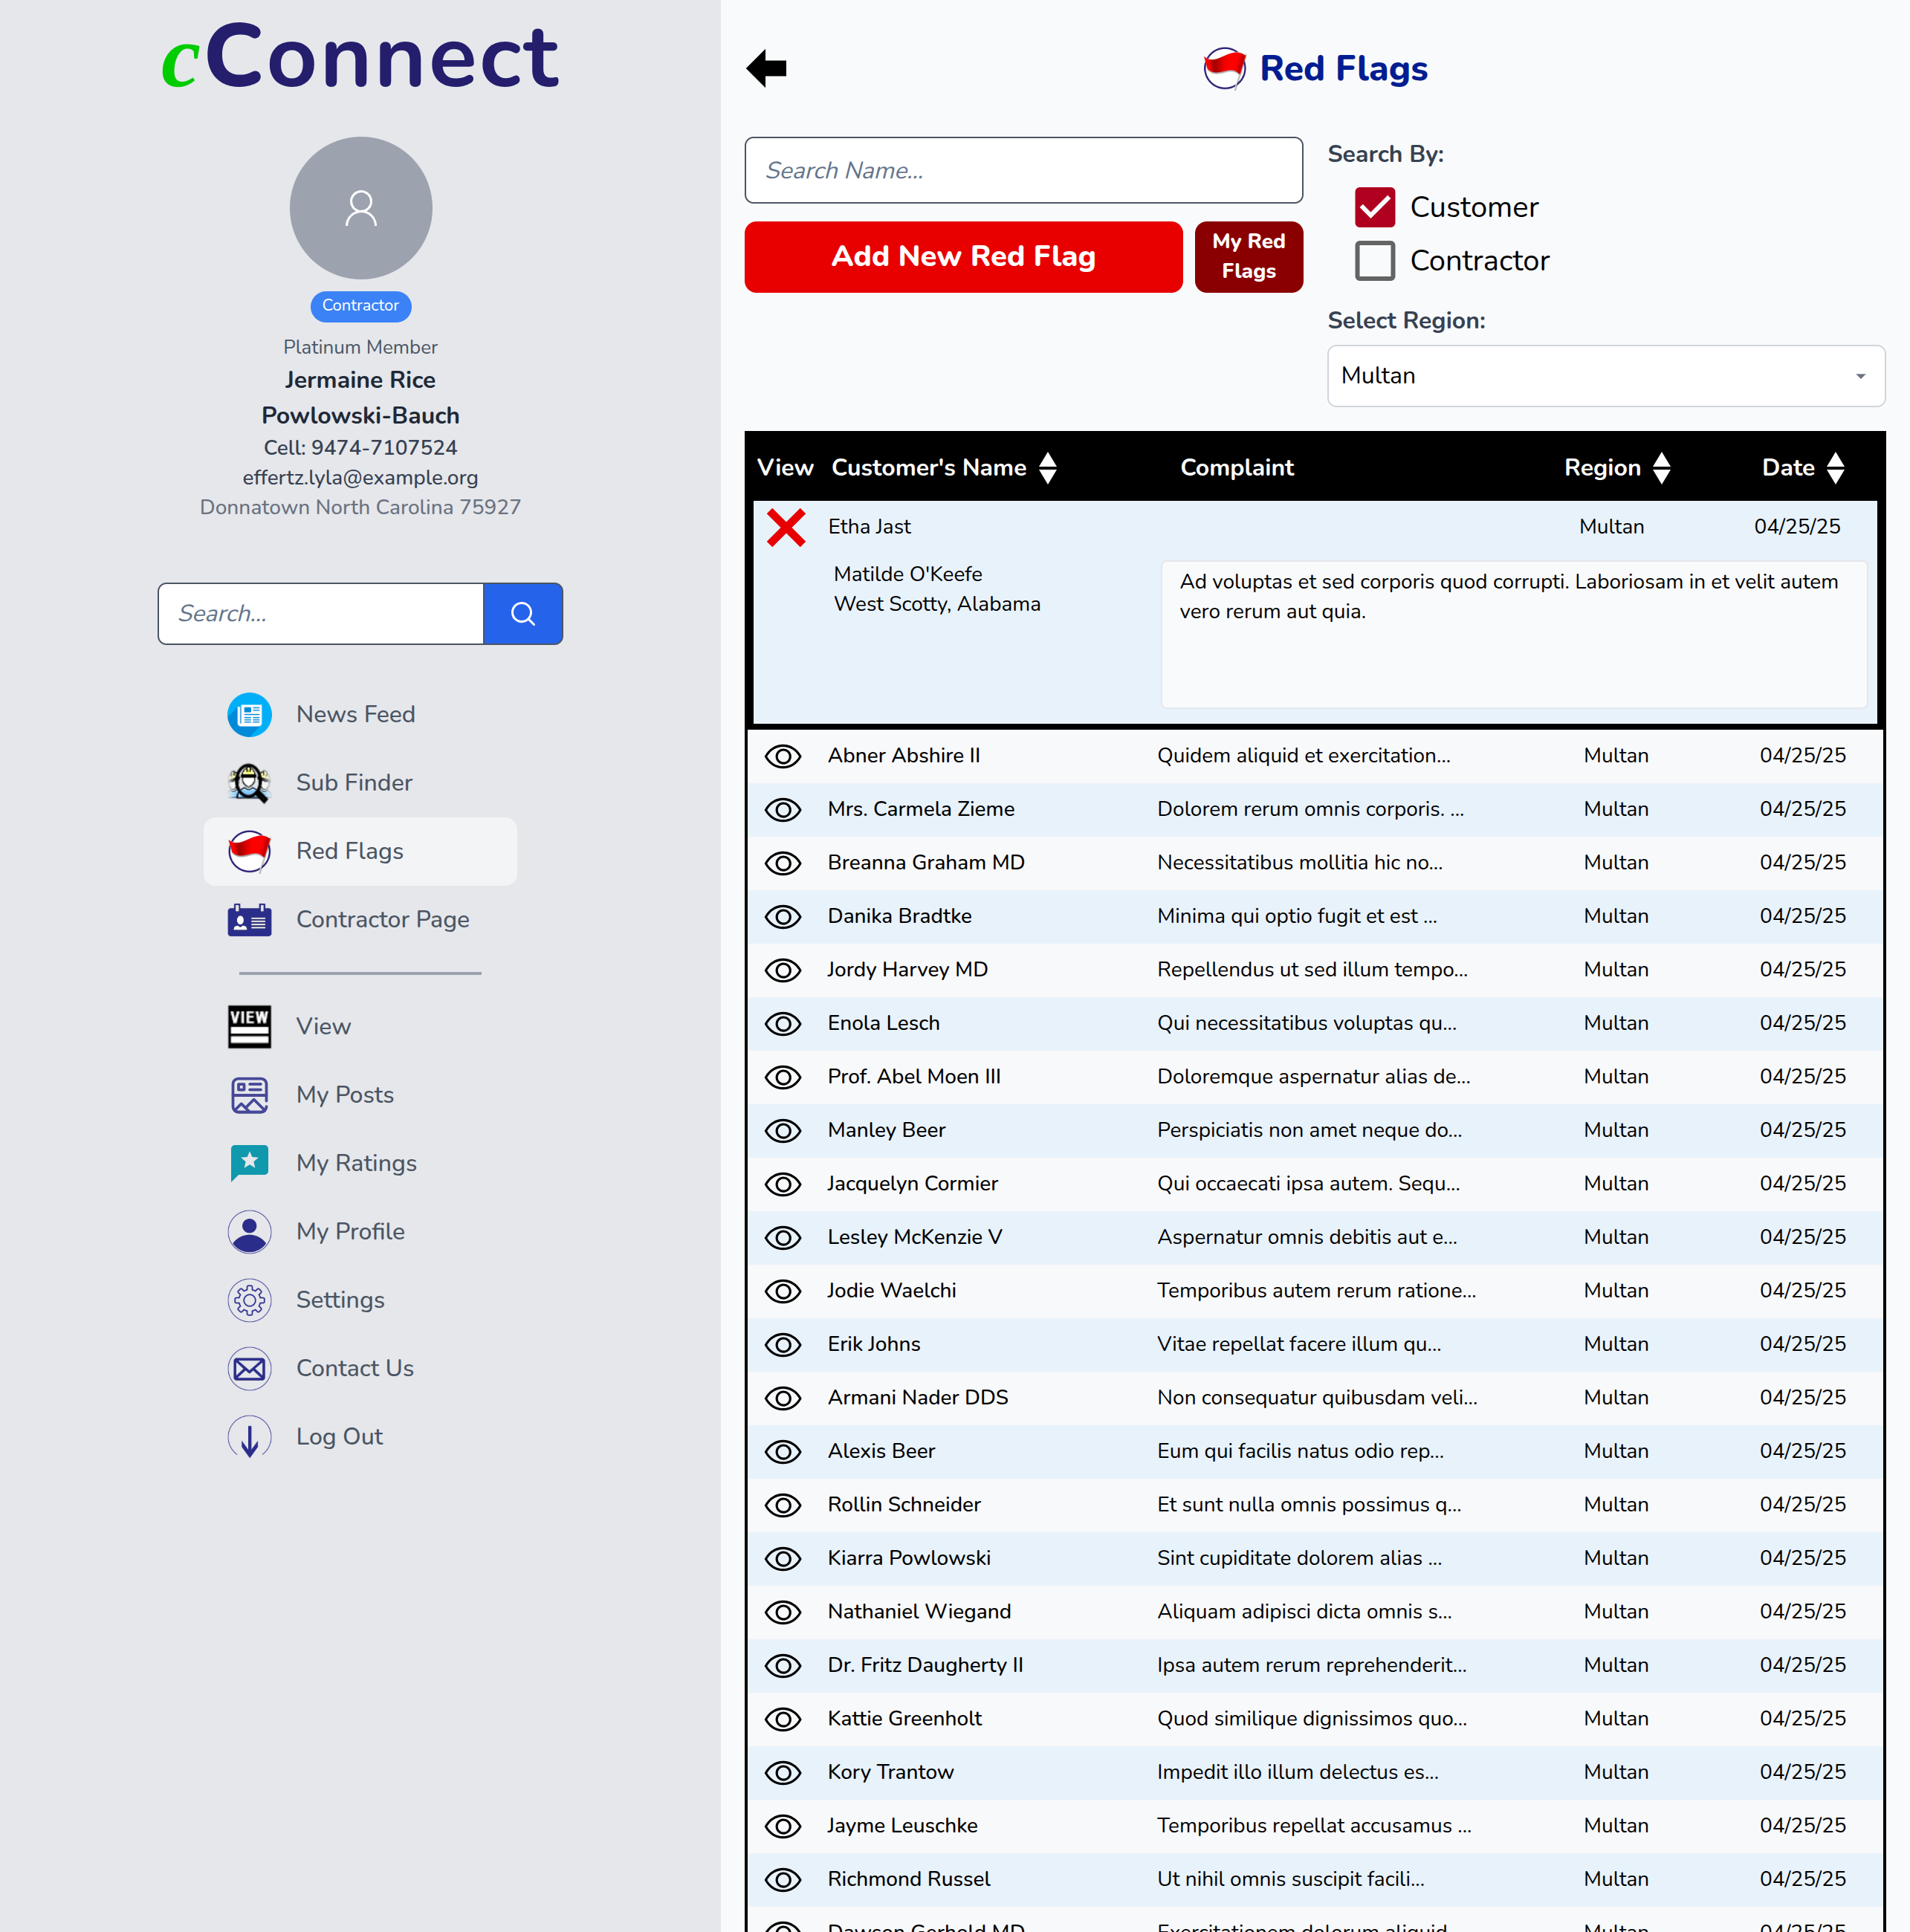 cConnect
Contractor
Platinum Member
Jermaine Rice
Powlowski-Bauch
Cell: 9474-7107524
effertz.lyla@example.org
Donnatown North Carolina 75927
Search...
News Feed
Sub Finder
Red Flags
Contractor Page
VIEW View
My Posts
My Ratings
My Profile
Settings
Contact Us
Log Out
Red Flags
Search Name...
Add New Red Flag
My Red
Flags
Search By:
Customer
Contractor
Select Region:
Multan
View Customer's Name Complaint Region Date
Etha Jast Multan 04/25/25
Matilde O'Keefe
West Scotty, Alabama
Ad voluptas et sed corporis quod corrupti. Laboriosam in et velit autem
vero rerum aut quia.
Abner Abshire II Quidem aliquid et exercitation... Multan 04/25/25
Mrs. Carmela Zieme Dolorem rerum omnis corporis. ... Multan 04/25/25
Breanna Graham MD Necessitatibus mollitia hic no... Multan 04/25/25
Danika Bradtke Minima qui optio fugit et est ... Multan 04/25/25
Jordy Harvey MD Repellendus ut sed illum tempo... Multan 04/25/25
Enola Lesch Qui necessitatibus voluptas qu... Multan 04/25/25
Prof. Abel Moen III Doloremque aspernatur alias de... Multan 04/25/25
Manley Beer Perspiciatis non amet neque do... Multan 04/25/25
Jacquelyn Cormier Qui occaecati ipsa autem. Sequ... Multan 04/25/25
Lesley McKenzie V Aspernatur omnis debitis aut e... Multan 04/25/25
Jodie Waelchi Temporibus autem rerum ratione... Multan 04/25/25
Erik Johns Vitae repellat facere illum qu... Multan 04/25/25
Armani Nader DDS Non consequatur quibusdam veli... Multan 04/25/25
Alexis Beer Eum qui facilis natus odio rep... Multan 04/25/25
Rollin Schneider Et sunt nulla omnis possimus q... Multan 04/25/25
Kiarra Powlowski Sint cupiditate dolorem alias ... Multan 04/25/25
Nathaniel Wiegand Aliquam adipisci dicta omnis s... Multan 04/25/25
Dr. Fritz Daugherty II Ipsa autem rerum reprehenderit... Multan 04/25/25
Kattie Greenholt Quod similique dignissimos quo... Multan 04/25/25
Kory Trantow Impedit illo illum delectus es... Multan 04/25/25
Jayme Leuschke Temporibus repellat accusamus ... Multan 04/25/25
Richmond Russel Ut nihil omnis suscipit facili... Multan 04/25/25
Dawson Gerhold MD Exercitationem dolorum aliquid Multan 04/25/25